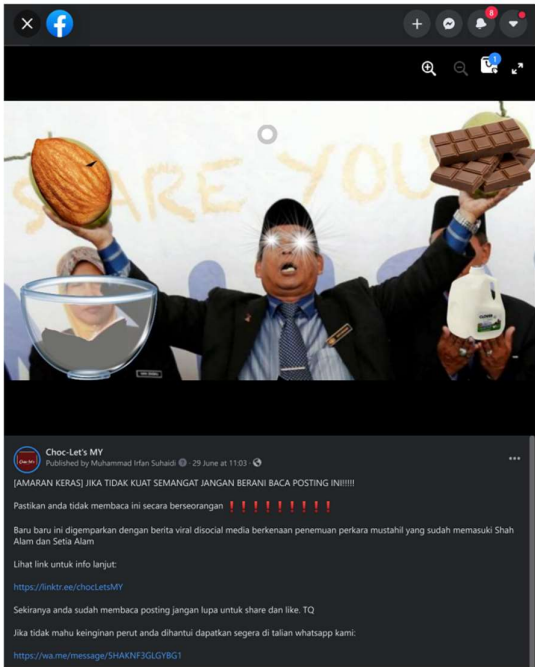 8
1
SHARE YOU
Choc-Let's MY
Published by Muhammad Irfan Suhaidi · 29 June at 11:03 ·
[AMARAN KERAS] JIKA TIDAK KUAT SEMANGAT JANGAN BERANI BACA POSTING INI!!!!!
Pastikan anda tidak membaca ini secara berseorangan ❗❗❗❗❗❗❗❗❗
Baru baru ini digemparkan dengan berita viral disocial media berkenaan penemuan perkara mustahil yang sudah memasuki Shah
Alam dan Setia Alam
Lihat link untuk info lanjut:
https://linktr.ee/chocLetsMY
Sekiranya anda sudah membaca posting jangan lupa untuk share dan like. TQ
Jika tidak mahu keinginan perut anda dihantui dapatkan segera di talian whatsapp kami:
https://wa.me/message/5HAKNF3GLGYBG1